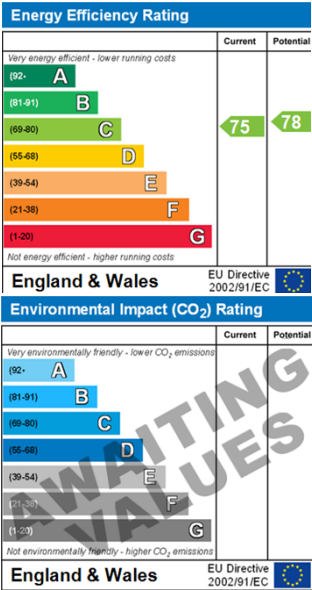 Energy Efficiency Rating
Current Potential
Very energy efficient - lower running costs
(92- A
(81-91) B
(69-80) C
75 78
(55-68) D
(39-54) E
(21-38) F
(1-20) G
Not energy efficient - higher running costs
England & Wales
EU Directive
2002/91/EC
Environmental Impact (CO₂) Rating
Current Potential
Very environmentally friendly - lower CO₂ emissions
(92- A
(81-91) B
(69-80) C
(55-68) D
(39-54) E
(21-38) F
(1-20) G
AWAITING
VALUES
Not environmentally friendly - higher CO₂ emissions
England & Wales
EU Directive
2002/91/EC